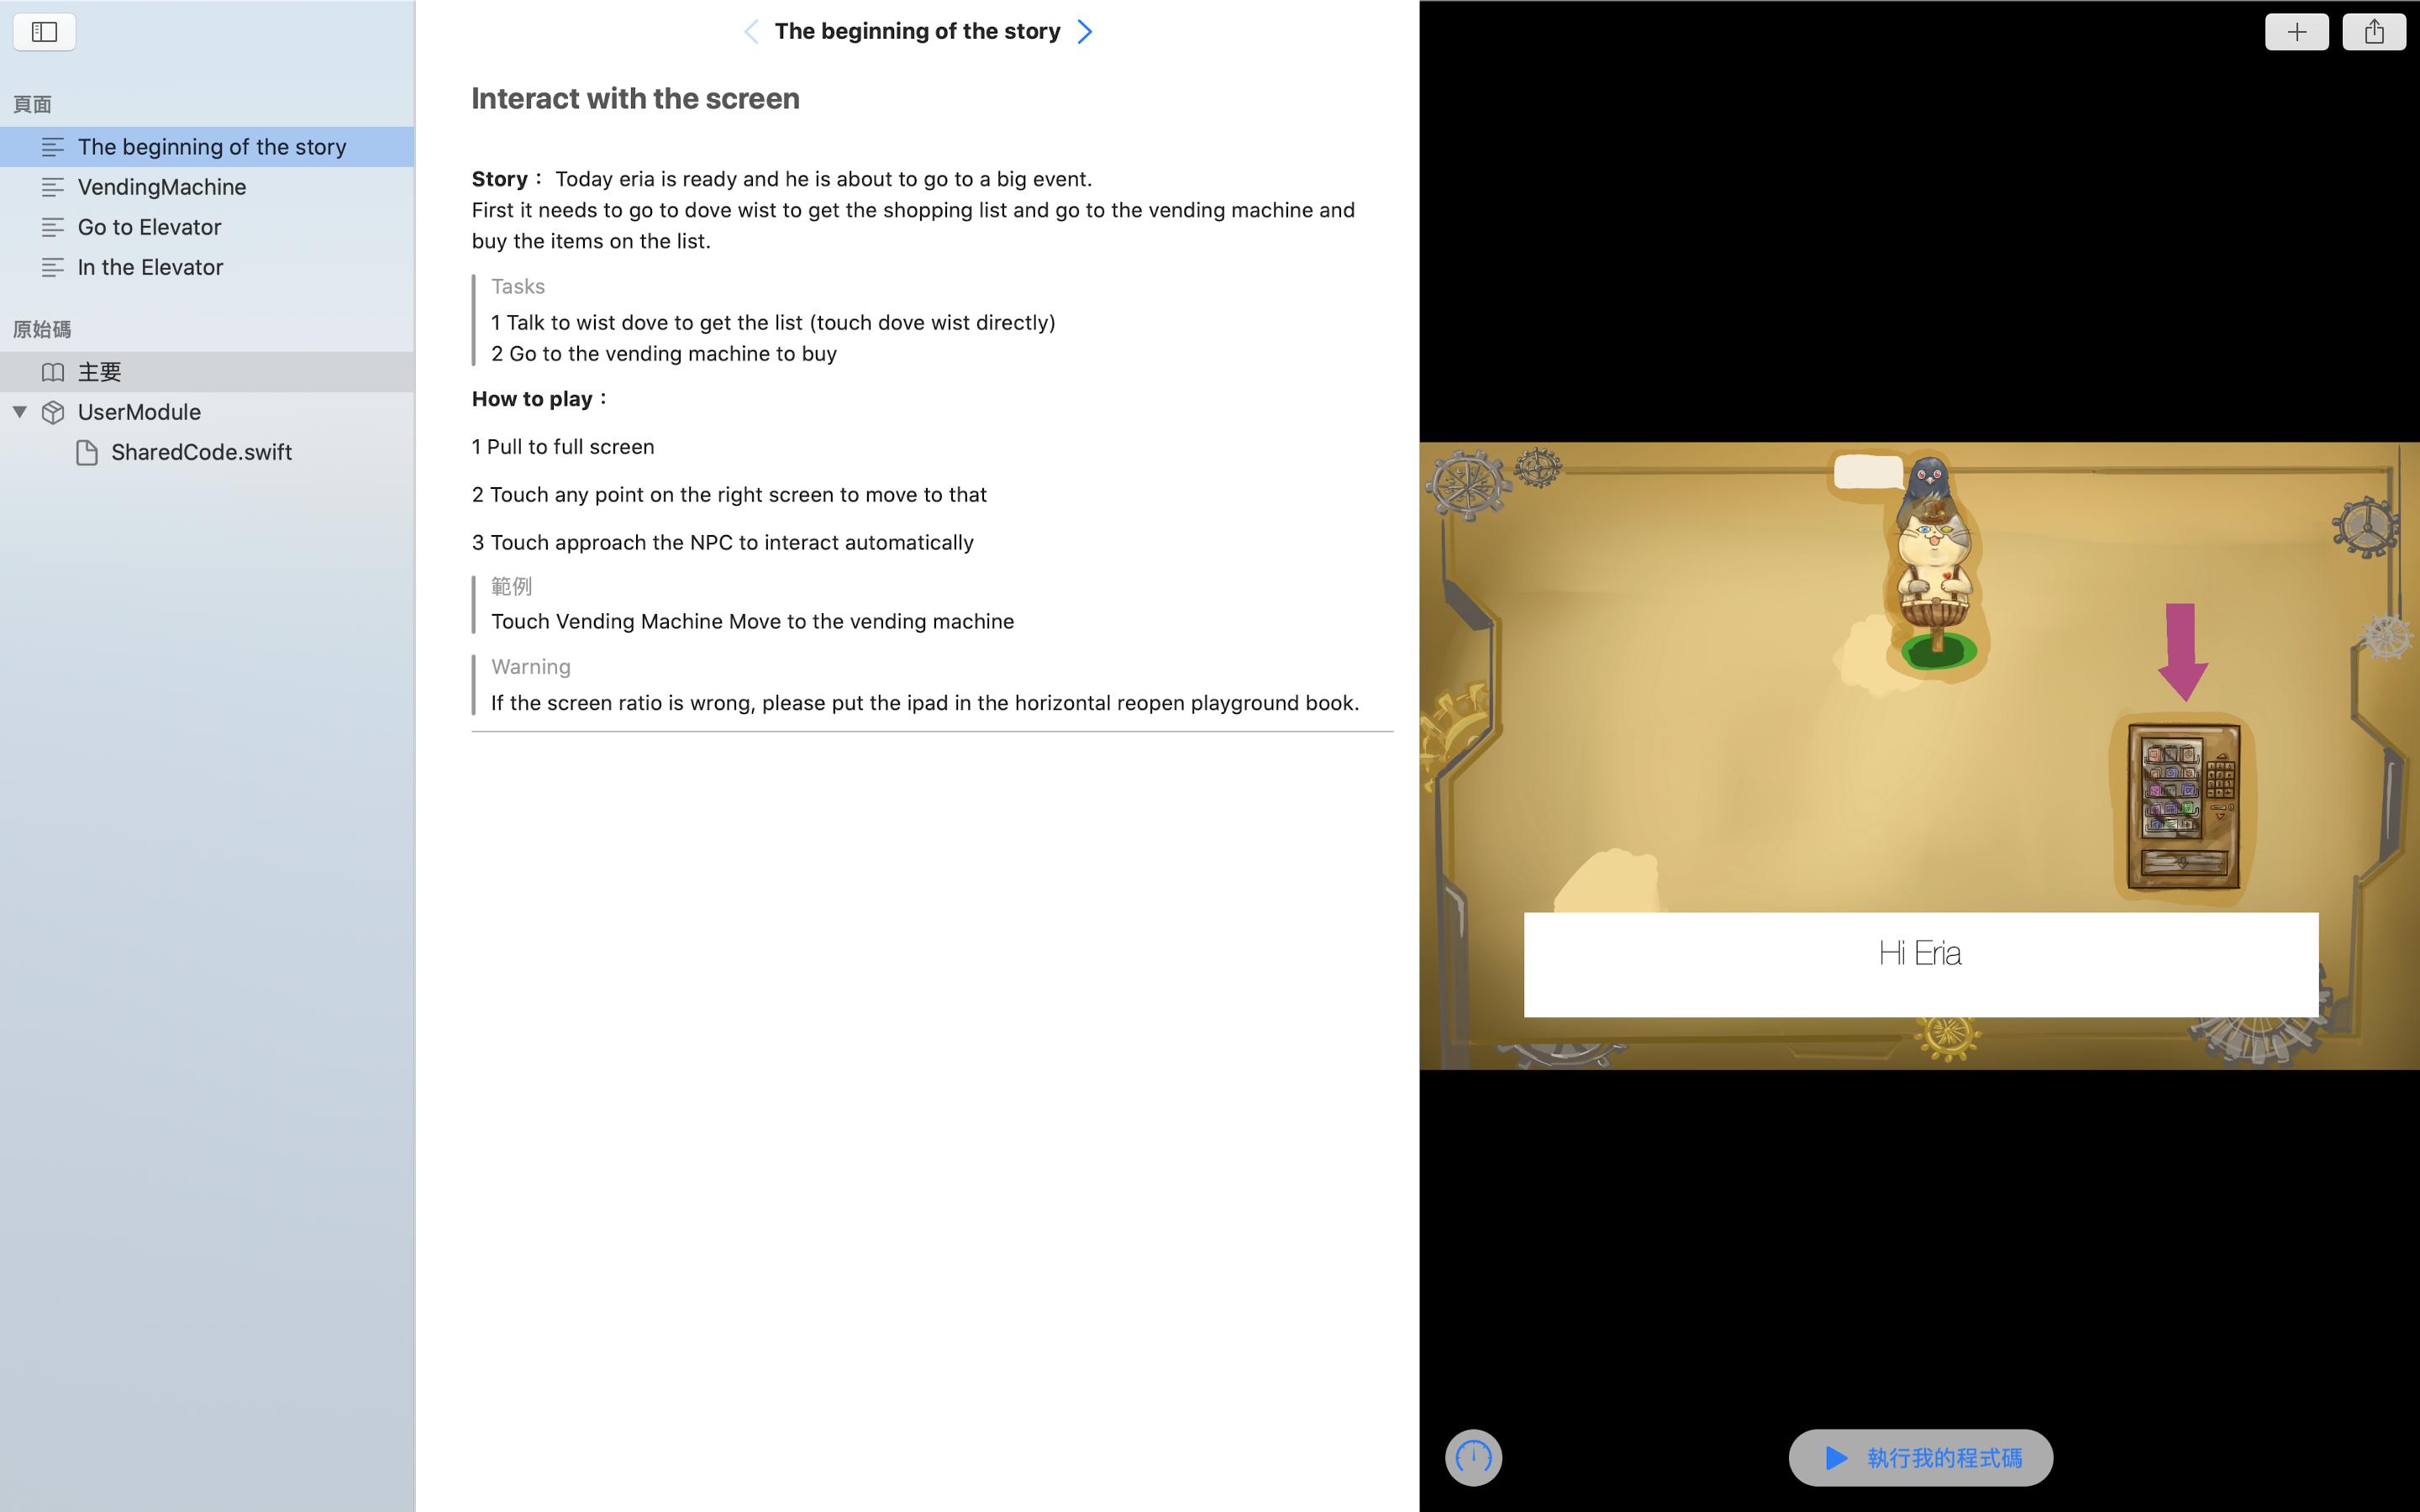 頁面
The beginning of the story
VendingMachine
Go to Elevator
In the Elevator
原始碼
主要
UserModule
SharedCode.swift
The beginning of the story
Interact with the screen
Story： Today eria is ready and he is about to go to a big event.
First it needs to go to dove wist to get the shopping list and go to the vending machine and
buy the items on the list.
Tasks
1 Talk to wist dove to get the list (touch dove wist directly)
2 Go to the vending machine to buy
How to play：
1 Pull to full screen
2 Touch any point on the right screen to move to that
3 Touch approach the NPC to interact automatically
範例
Touch Vending Machine Move to the vending machine
Warning
If the screen ratio is wrong, please put the ipad in the horizontal reopen playground book.
Hi Eria
執行我的程式碼